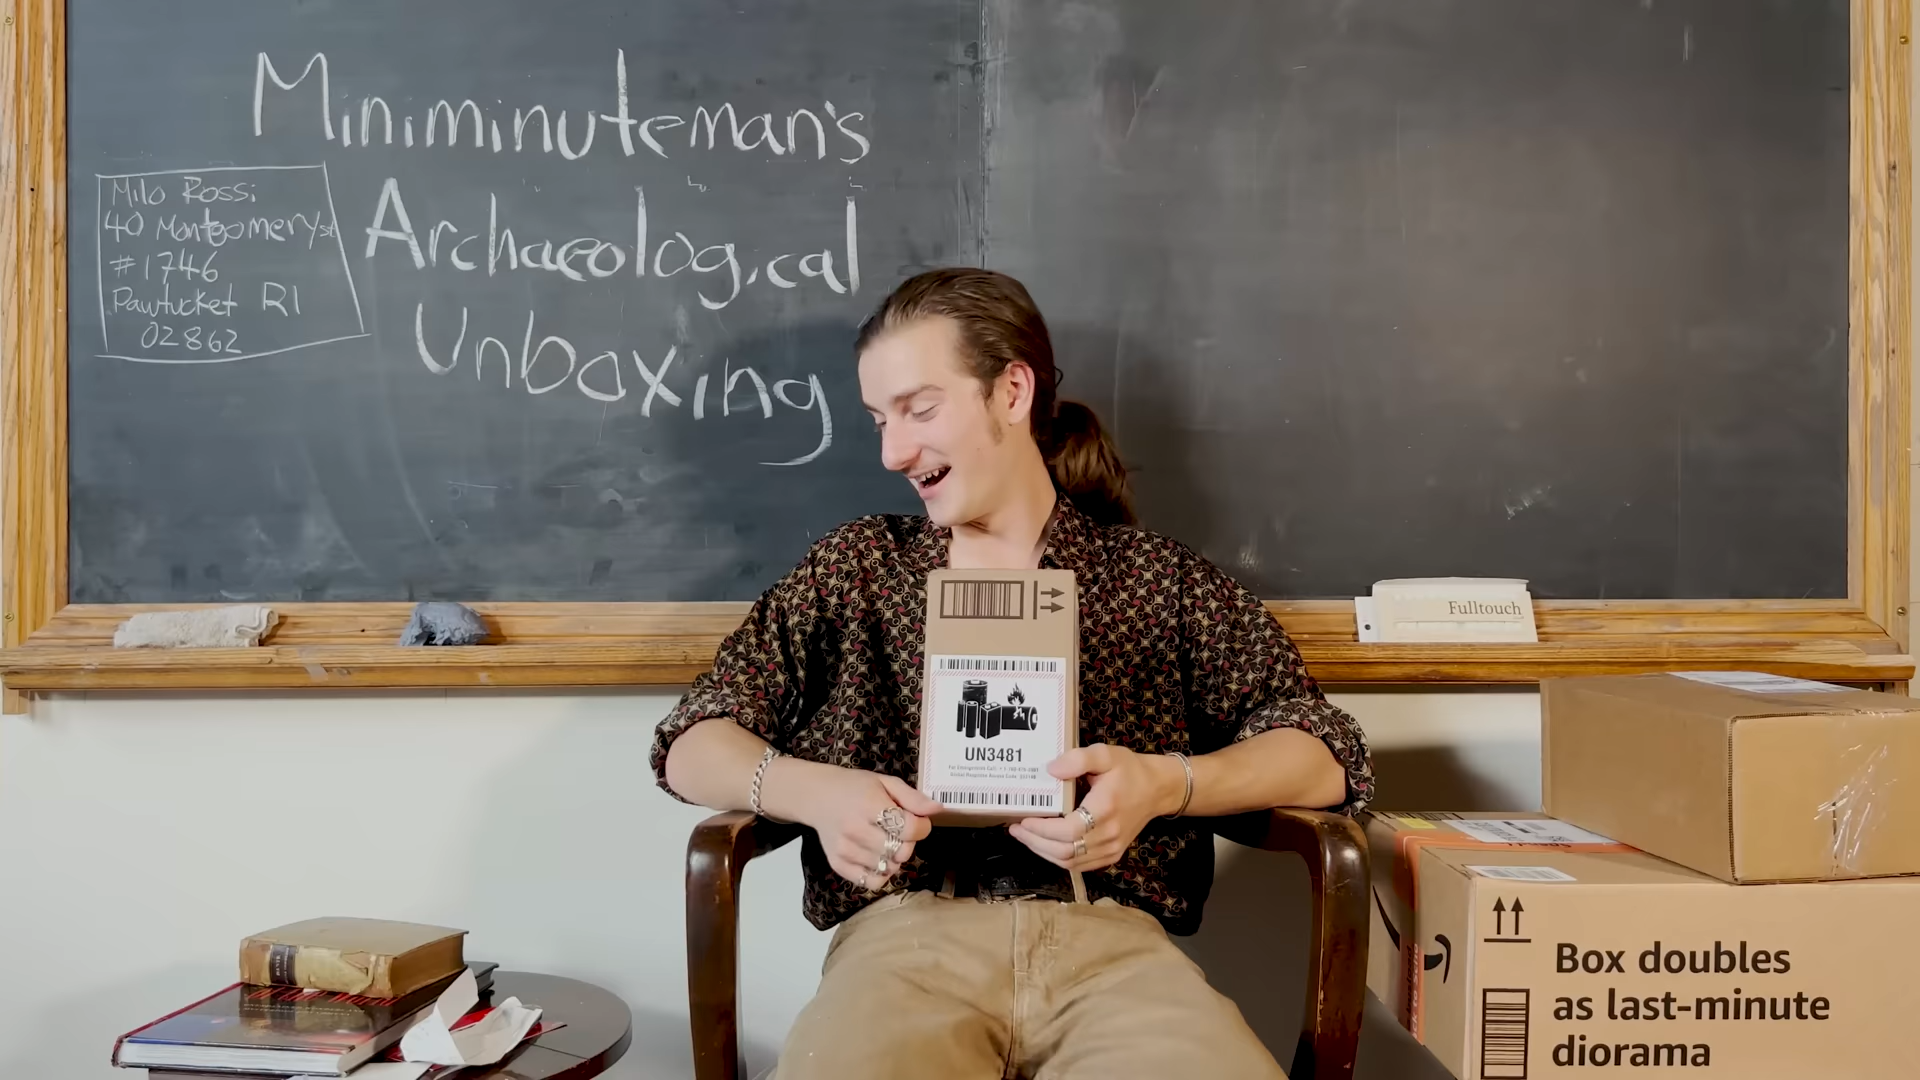 Miniminuteman's
Archaeological
Unboxing
Milo Rossi
40 Montgomery st
#1746
Pawtucket RI
02862
Fulltouch
UN3481
Box doubles
as last-minute
diorama